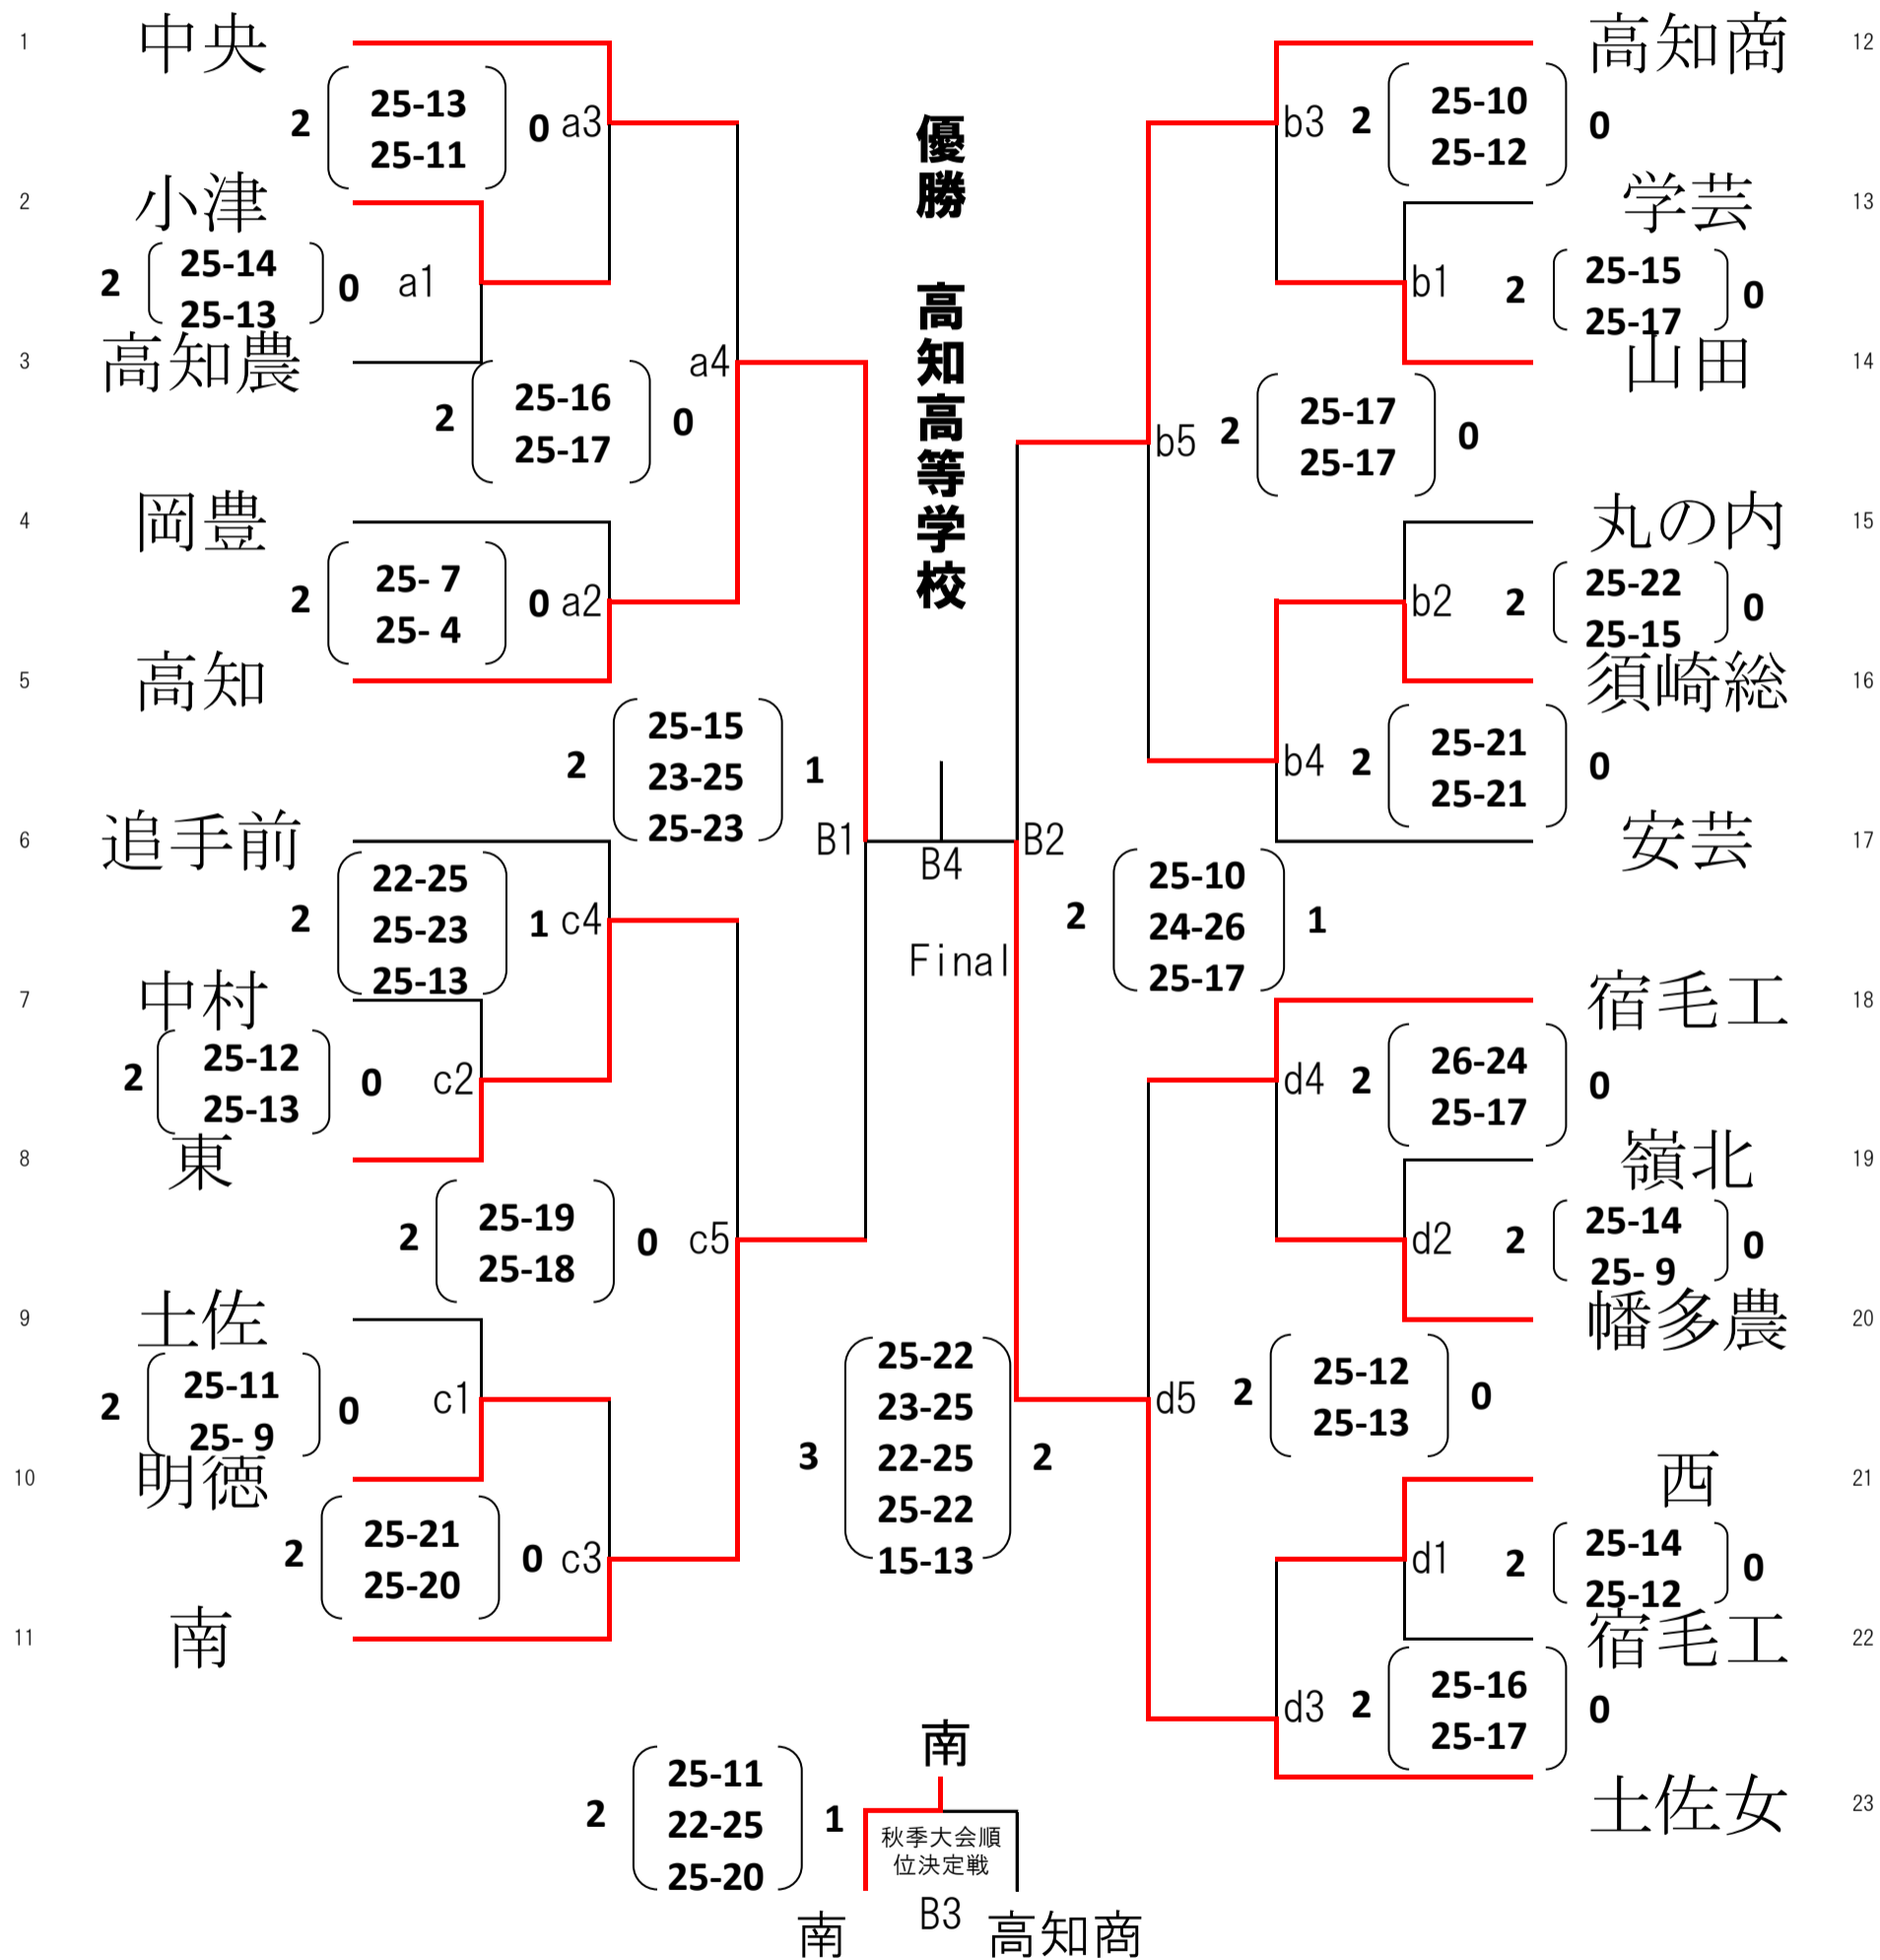 1 中央
2 ( 25-13 25-11 ) 0 a3
2 小津
2 ( 25-14 25-13 ) 0 a1
3 高知農
2 ( 25-16 25-17 ) 0 a4
4 岡豊
2 ( 25- 7 25- 4 ) 0 a2
5 高知
2 ( 25-15 23-25 25-23 ) 1 B1
6 追手前
2 ( 22-25 25-23 25-13 ) 1 c4
7 中村
2 ( 25-12 25-13 ) 0 c2
8 東
2 ( 25-19 25-18 ) 0 c5
9 土佐
2 ( 25-11 25- 9 ) 0 c1
10 明徳
2 ( 25-21 25-20 ) 0 c3
11 南
優勝 高知高等学校
B4
Final
3 ( 25-22 23-25 22-25 25-22 15-13 ) 2
高知商 12
b3 2 ( 25-10 25-12 ) 0
学芸 13
b1 2 ( 25-15 25-17 ) 0
山田 14
b5 2 ( 25-17 25-17 ) 0
丸の内 15
b2 2 ( 25-22 25-15 ) 0
須崎総 16
b4 2 ( 25-21 25-21 ) 0
安芸 17
B2
2 ( 25-10 24-26 25-17 ) 1
宿毛工 18
d4 2 ( 26-24 25-17 ) 0
嶺北 19
d2 2 ( 25-14 25- 9 ) 0
幡多農 20
d5 2 ( 25-12 25-13 ) 0
西 21
d1 2 ( 25-14 25-12 ) 0
宿毛工 22
d3 2 ( 25-16 25-17 ) 0
土佐女 23
南
2 ( 25-11 22-25 25-20 ) 1
秋季大会順
位決定戦
B3
南 高知商